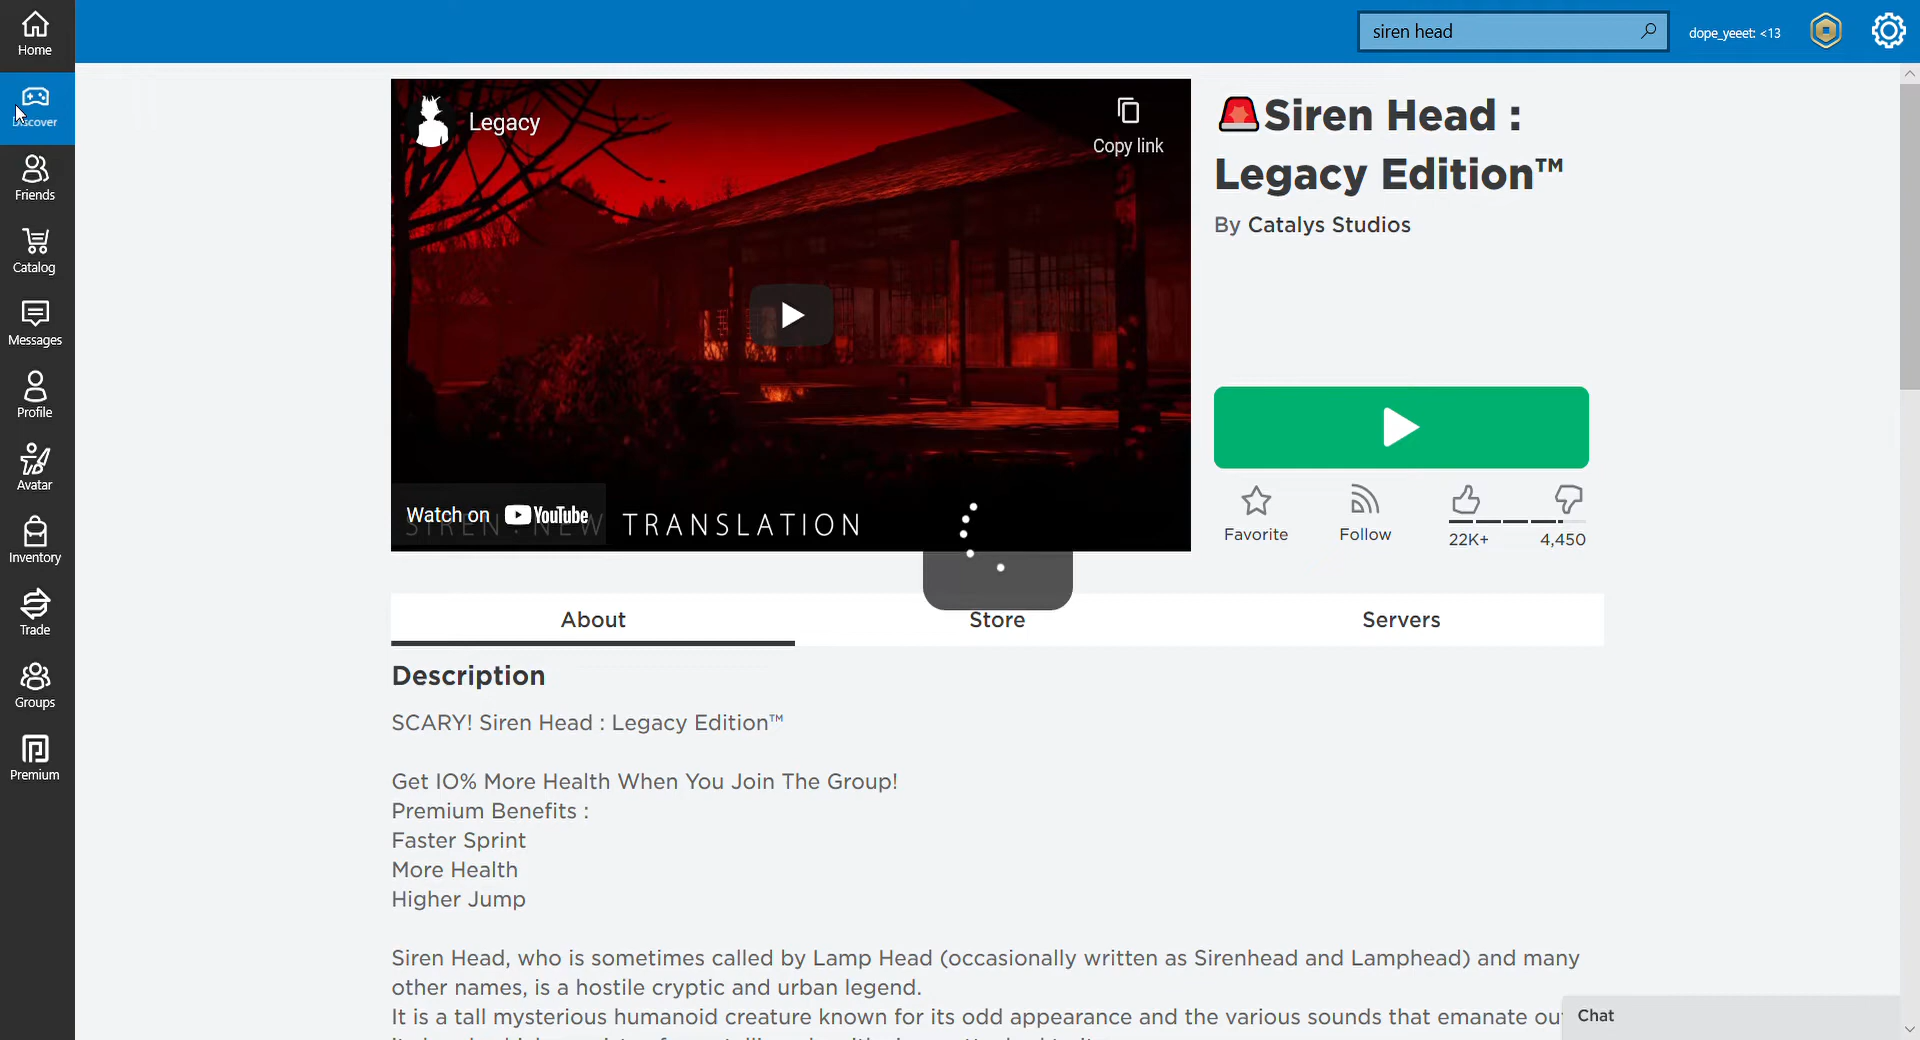 Home
Discover
Friends
Catalog
Messages
Profile
Avatar
Inventory
Trade
Groups
Premium
siren head
dope_yeeet: <13
Legacy
Copy link
Watch on YouTube
SIREN : NEW TRANSLATION
Siren Head :
Legacy Edition™
By Catalys Studios
Favorite
Follow
22K+
4,450
About
Store
Servers
Description
SCARY! Siren Head : Legacy Edition™
Get IO% More Health When You Join The Group!
Premium Benefits :
Faster Sprint
More Health
Higher Jump
Siren Head, who is sometimes called by Lamp Head (occasionally written as Sirenhead and Lamphead) and many
other names, is a hostile cryptic and urban legend.
It is a tall mysterious humanoid creature known for its odd appearance and the various sounds that emanate
Chat